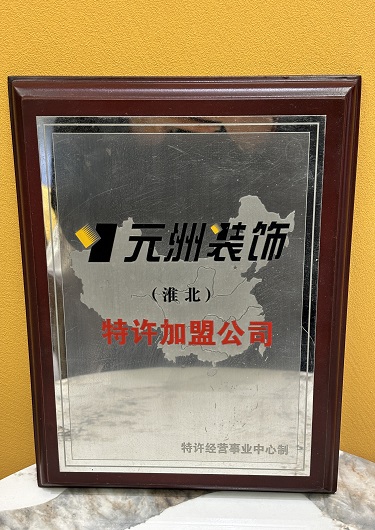 元洲装饰
(淮北)
特许加盟公司
特许经营事业中心制